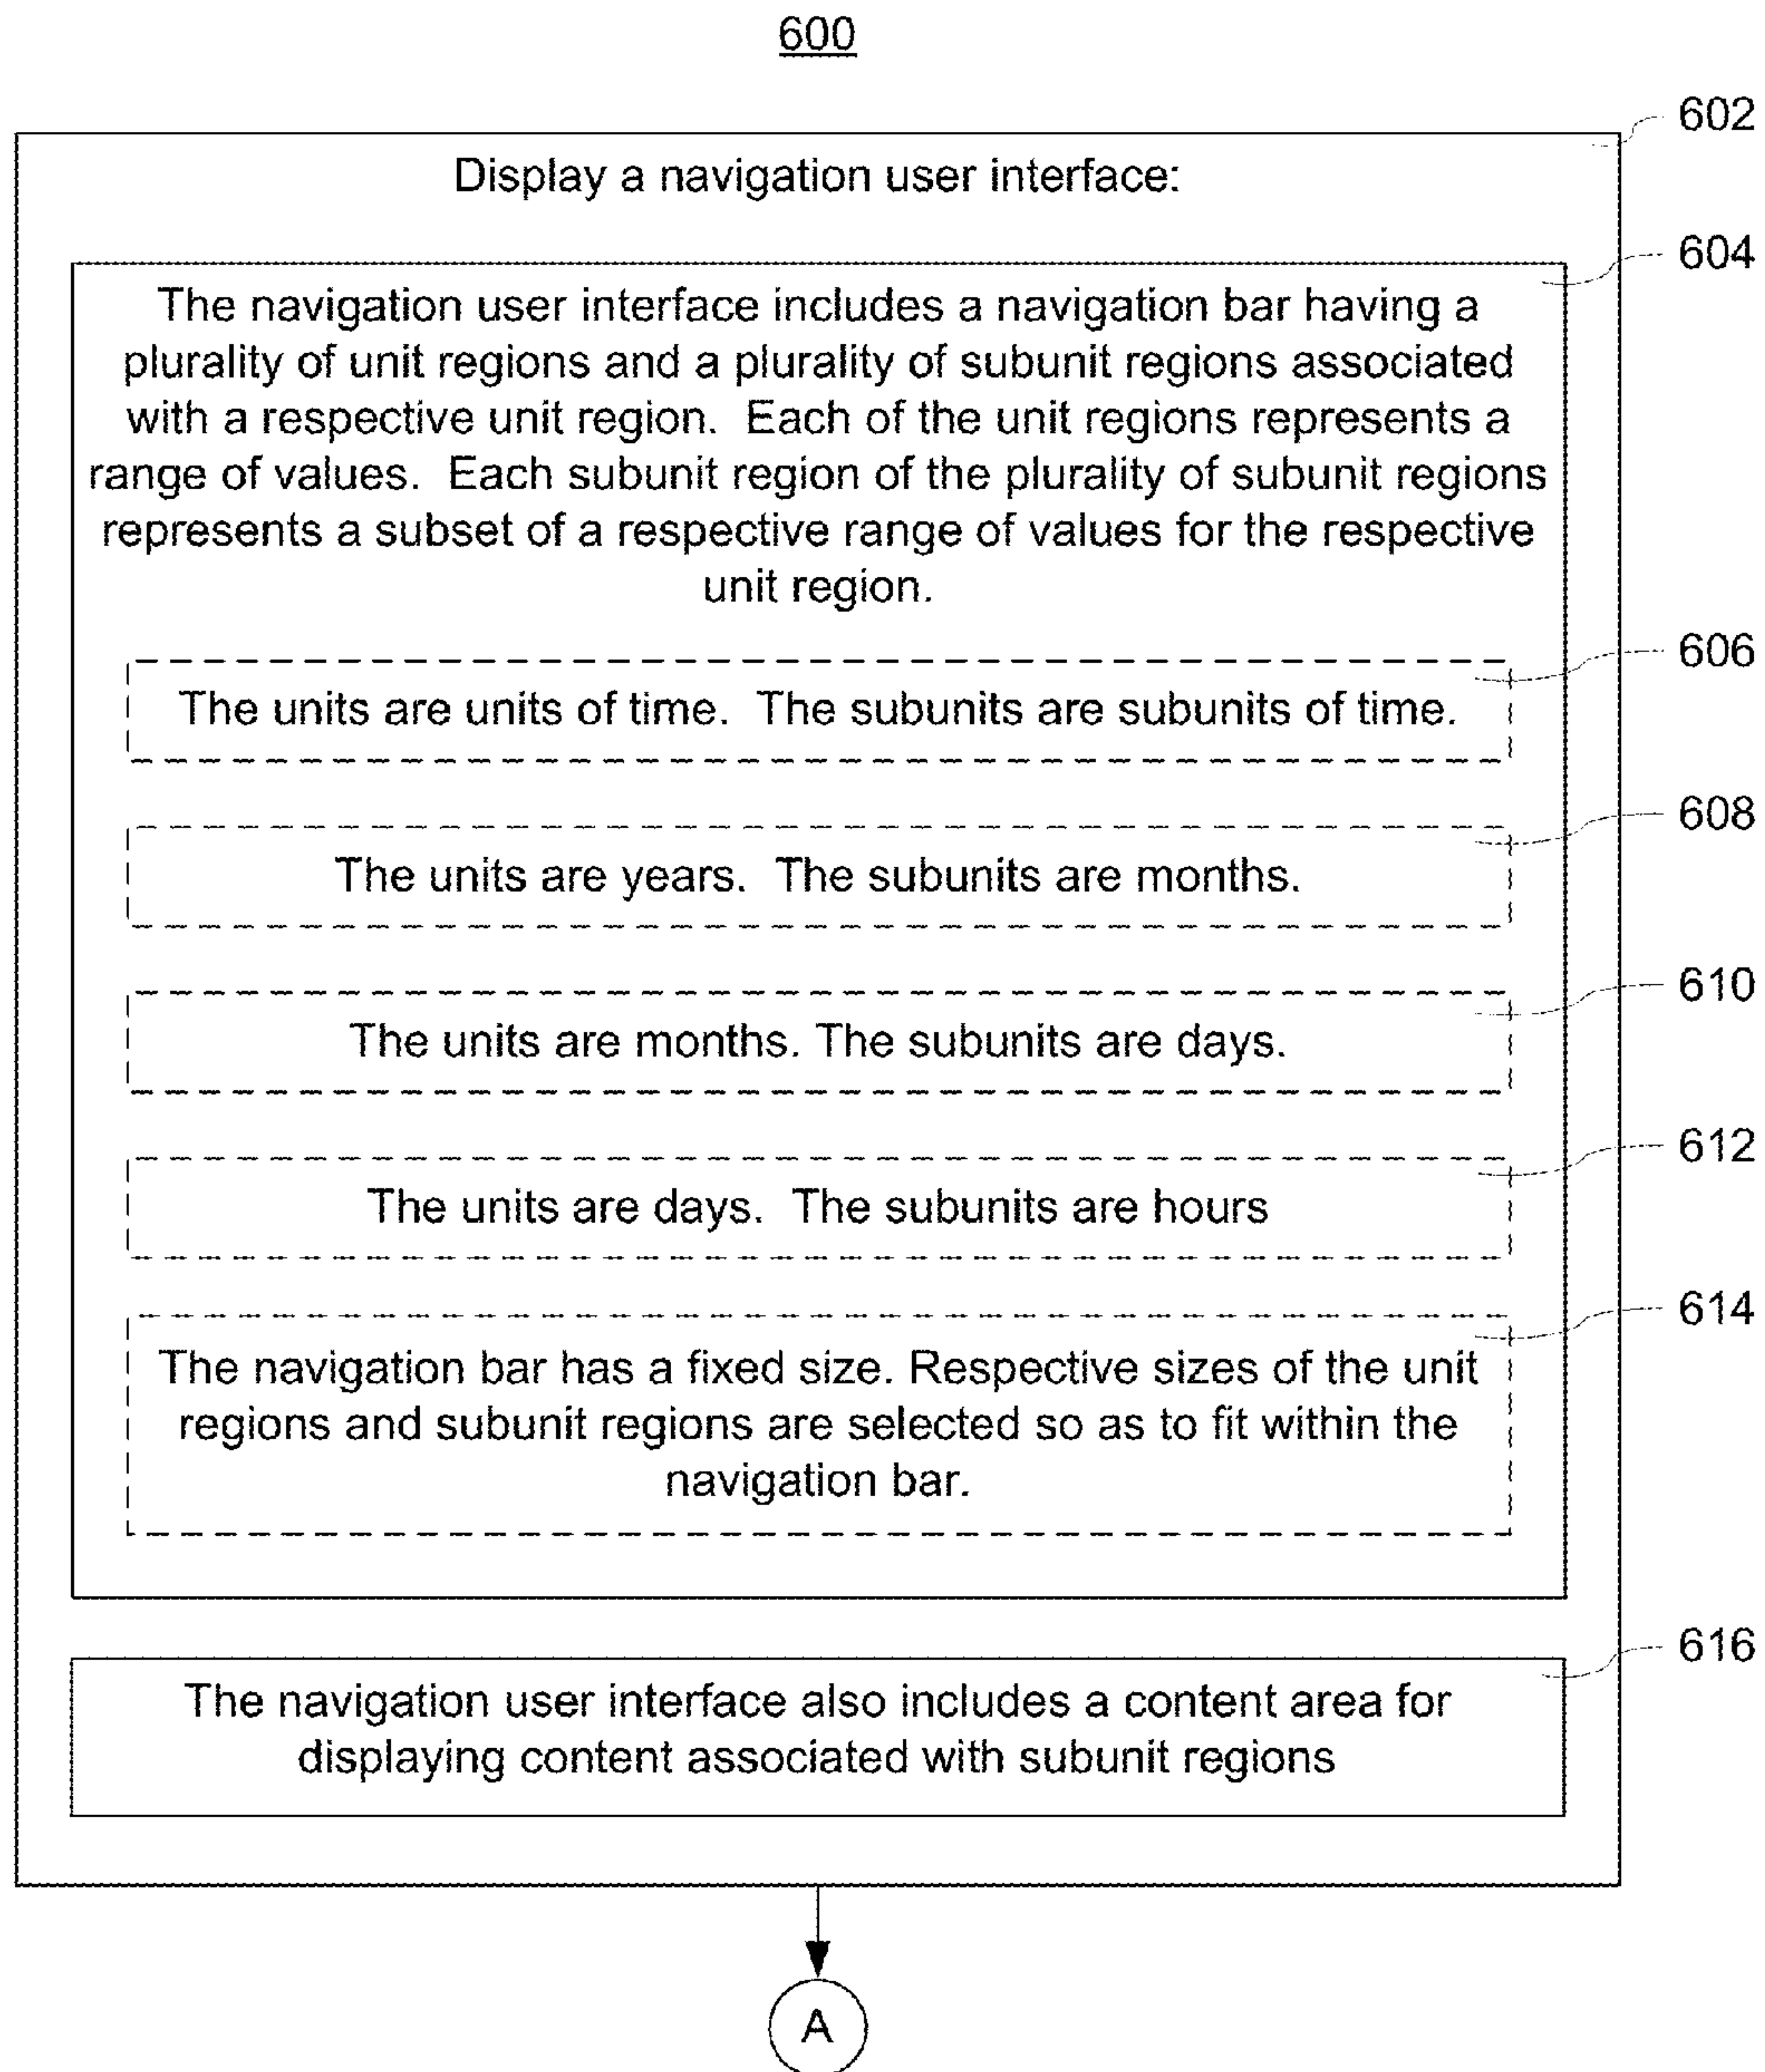 600
602
Display a navigation user interface:
604
The navigation user interface includes a navigation bar having a
plurality of unit regions and a plurality of subunit regions associated
with a respective unit region.  Each of the unit regions represents a
range of values.  Each subunit region of the plurality of subunit regions
represents a subset of a respective range of values for the respective
unit region.
606
The units are units of time.  The subunits are subunits of time.
608
The units are years.  The subunits are months.
610
The units are months. The subunits are days.
612
The units are days.  The subunits are hours
614
The navigation bar has a fixed size. Respective sizes of the unit
regions and subunit regions are selected so as to fit within the
navigation bar.
616
The navigation user interface also includes a content area for
displaying content associated with subunit regions
A